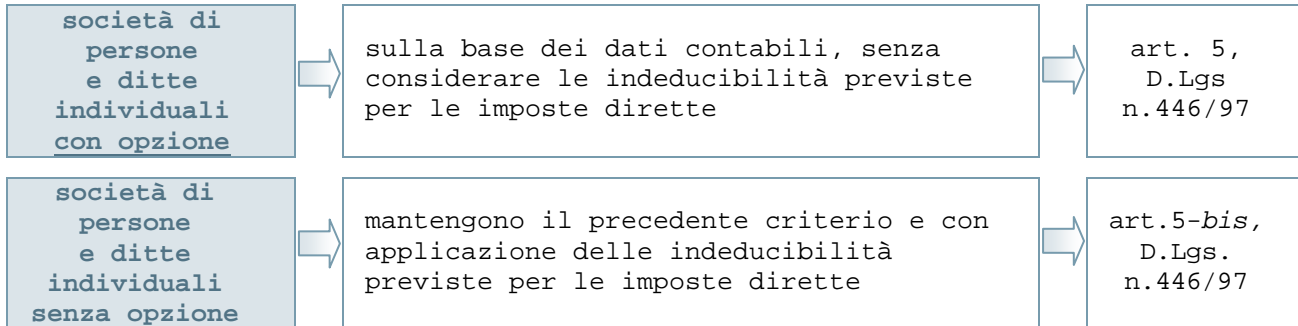 società di
persone
e ditte
individuali
con opzione
sulla base dei dati contabili, senza
considerare le indeducibilità previste
per le imposte dirette
art. 5,
D.Lgs
n.446/97
società di
persone
e ditte
individuali
senza opzione
mantengono il precedente criterio e con
applicazione delle indeducibilità
previste per le imposte dirette
art.5-bis,
D.Lgs.
n.446/97